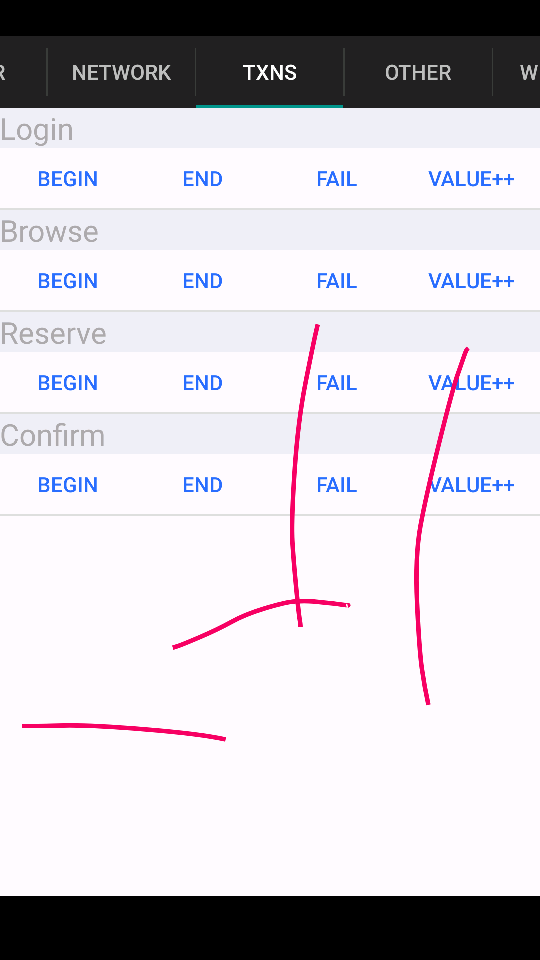 R NETWORK TXNS OTHER W
Login
BEGIN END FAIL VALUE++
Browse
BEGIN END FAIL VALUE++
Reserve
BEGIN END FAIL VALUE++
Confirm
BEGIN END FAIL VALUE++